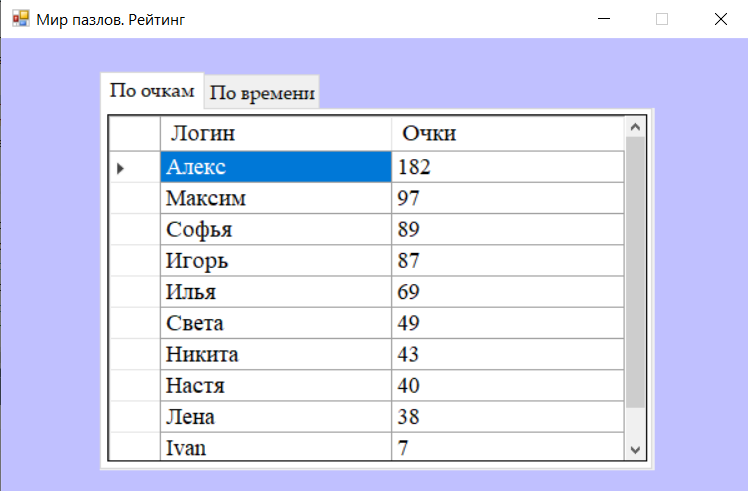 Мир пазлов. Рейтинг
По очкам По времени
Логин Очки
Алекс 182
Максим 97
Софья 89
Игорь 87
Илья 69
Света 49
Никита 43
Настя 40
Лена 38
Ivan 7